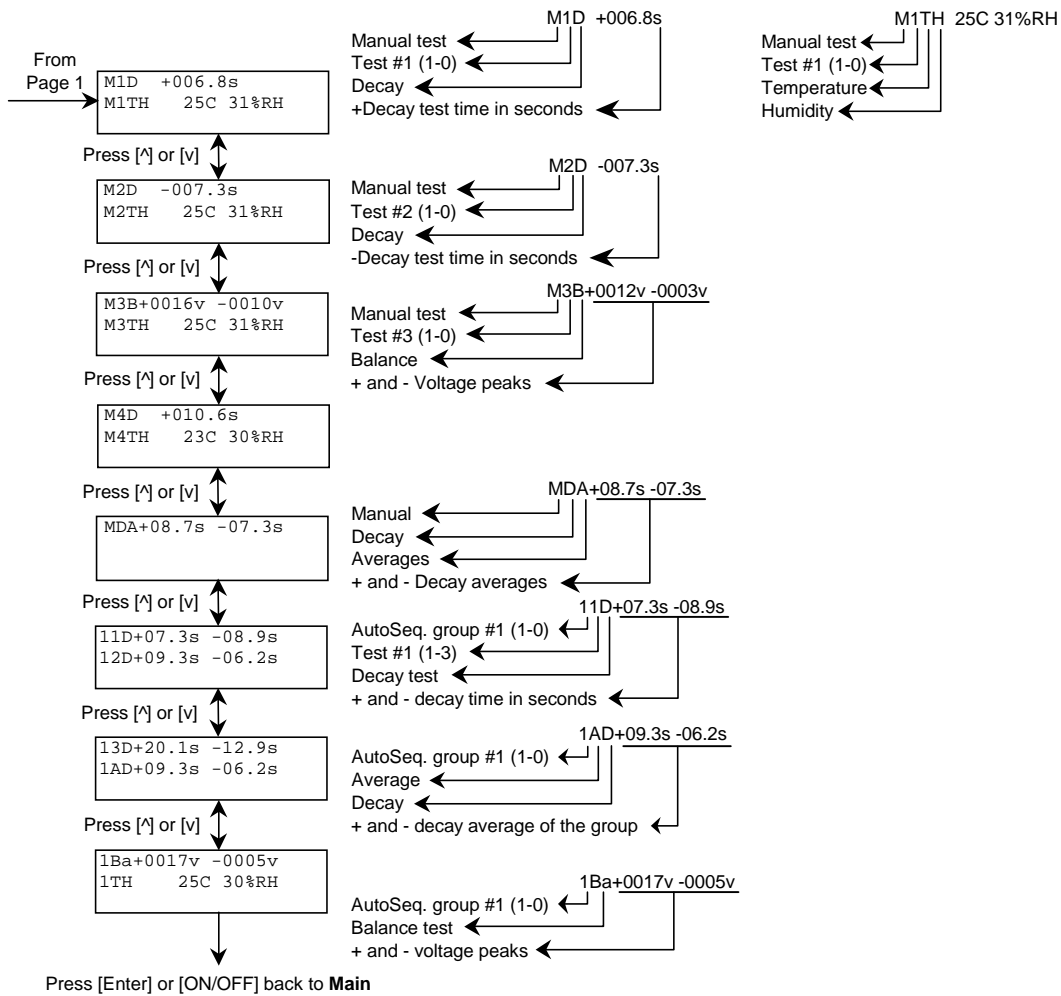 From
Page 1
M1D +006.8s
M1TH 25C 31%RH
M1D +006.8s
Manual test
Test #1 (1-0)
Decay
+Decay test time in seconds
M1TH 25C 31%RH
Manual test
Test #1 (1-0)
Temperature
Humidity
Press [^] or [v]
M2D -007.3s
M2TH 25C 31%RH
M2D -007.3s
Manual test
Test #2 (1-0)
Decay
-Decay test time in seconds
Press [^] or [v]
M3B+0016v -0010v
M3TH 25C 31%RH
M3B+0012v -0003v
Manual test
Test #3 (1-0)
Balance
+ and - Voltage peaks
Press [^] or [v]
M4D +010.6s
M4TH 23C 30%RH
Press [^] or [v]
MDA+08.7s -07.3s
MDA+08.7s -07.3s
Manual
Decay
Averages
+ and - Decay averages
Press [^] or [v]
11D+07.3s -08.9s
12D+09.3s -06.2s
11D+07.3s -08.9s
AutoSeq. group #1 (1-0)
Test #1 (1-3)
Decay test
+ and - decay time in seconds
Press [^] or [v]
13D+20.1s -12.9s
1AD+09.3s -06.2s
1AD+09.3s -06.2s
AutoSeq. group #1 (1-0)
Average
Decay
+ and - decay average of the group
Press [^] or [v]
1Ba+0017v -0005v
1TH 25C 30%RH
1Ba+0017v -0005v
AutoSeq. group #1 (1-0)
Balance test
+ and - voltage peaks
Press [Enter] or [ON/OFF] back to Main